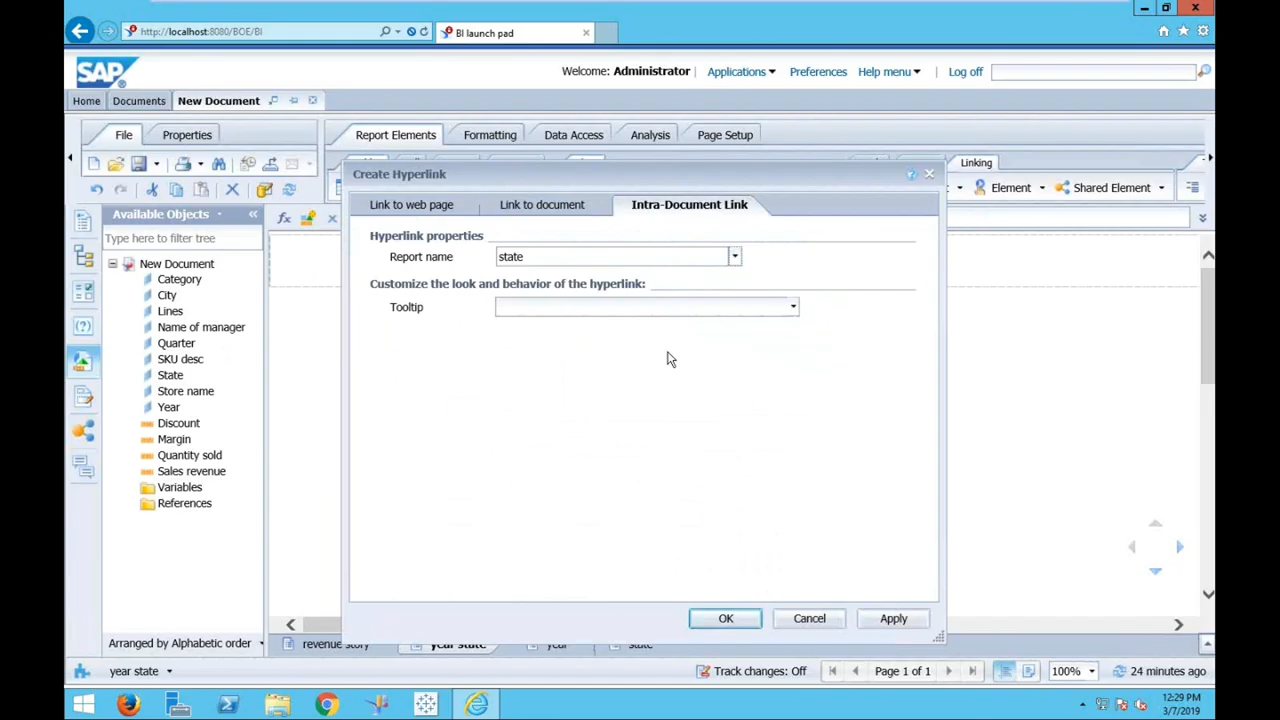 http://localhost:8080/BOE/BI
BI launch pad
SAP
Welcome: Administrator
Applications
Preferences
Help menu
Log off
Home
Documents
New Document
File
Properties
Report Elements
Formatting
Data Access
Analysis
Page Setup
Linking
Element
Shared Element
Create Hyperlink
Link to web page
Link to document
Intra-Document Link
Hyperlink properties
Report name
state
Customize the look and behavior of the hyperlink:
Tooltip
OK
Cancel
Apply
Available Objects
Type here to filter tree
New Document
Category
City
Lines
Name of manager
Quarter
SKU desc
State
Store name
Year
Discount
Margin
Quantity sold
Sales revenue
Variables
References
Arranged by Alphabetic order
revenue story
year state
year
state
year state
Track changes: Off
Page 1 of 1
100%
24 minutes ago
12:29 PM
3/7/2019